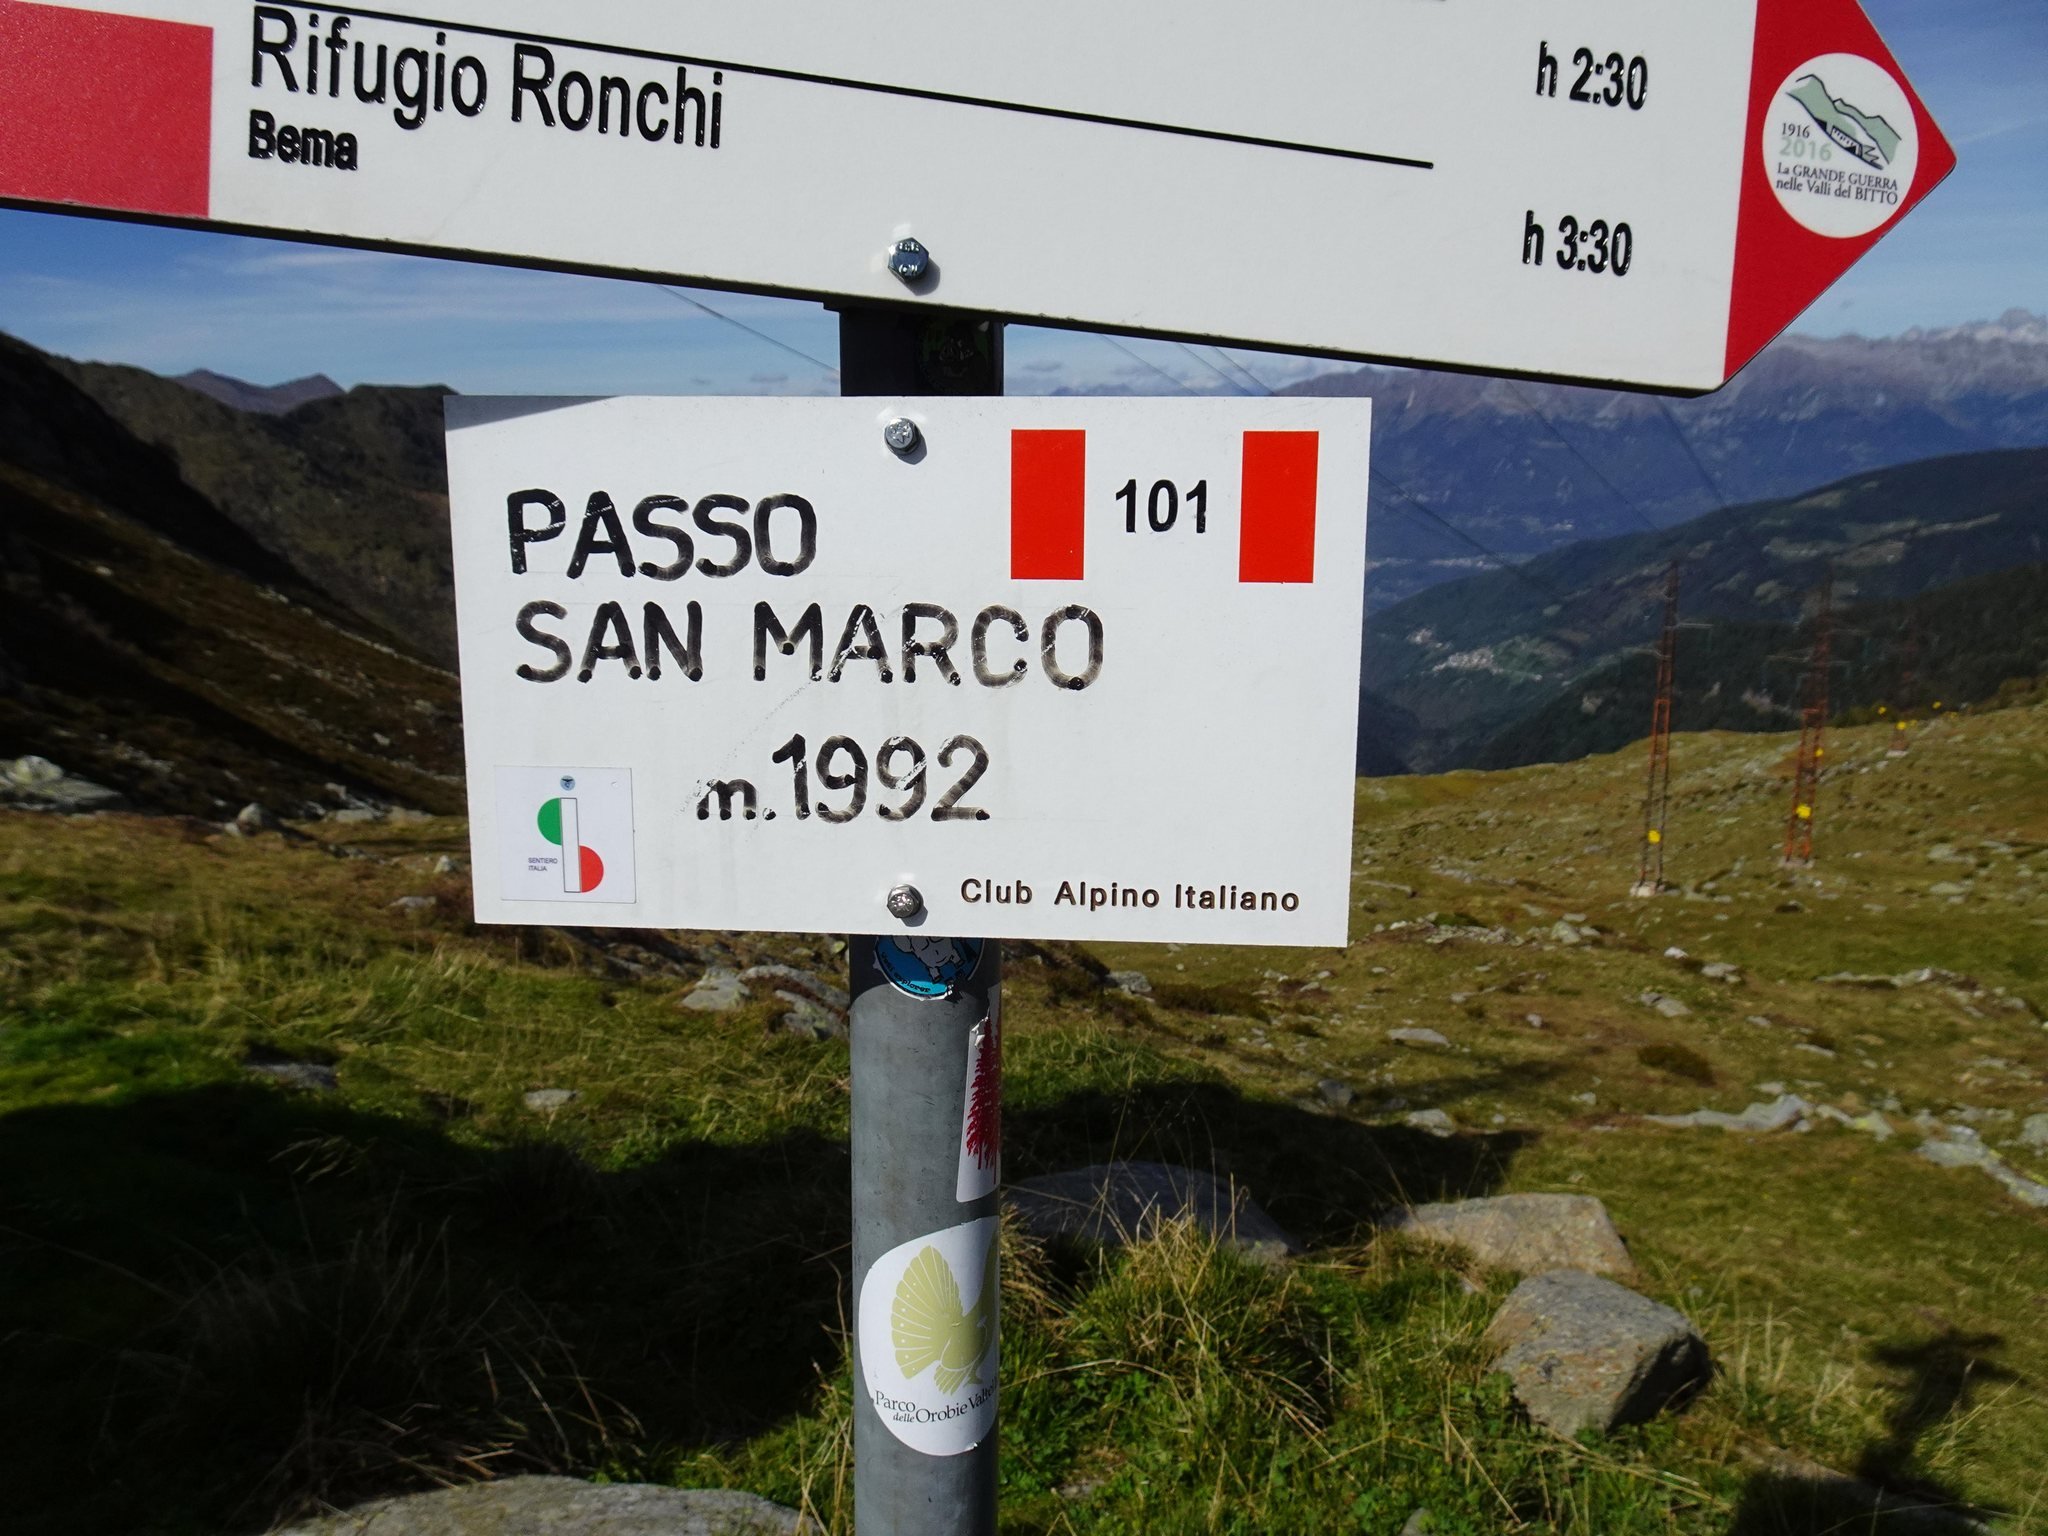 Rifugio Ronchi
Bema
h 2:30
h 3:30
1916
2016
La GRANDE GUERRA
nelle Valli del BITTO
PASSO
SAN MARCO
101
m.1992
SENTIERO
ITALIA
Club Alpino Italiano
Parco
delle Orobie